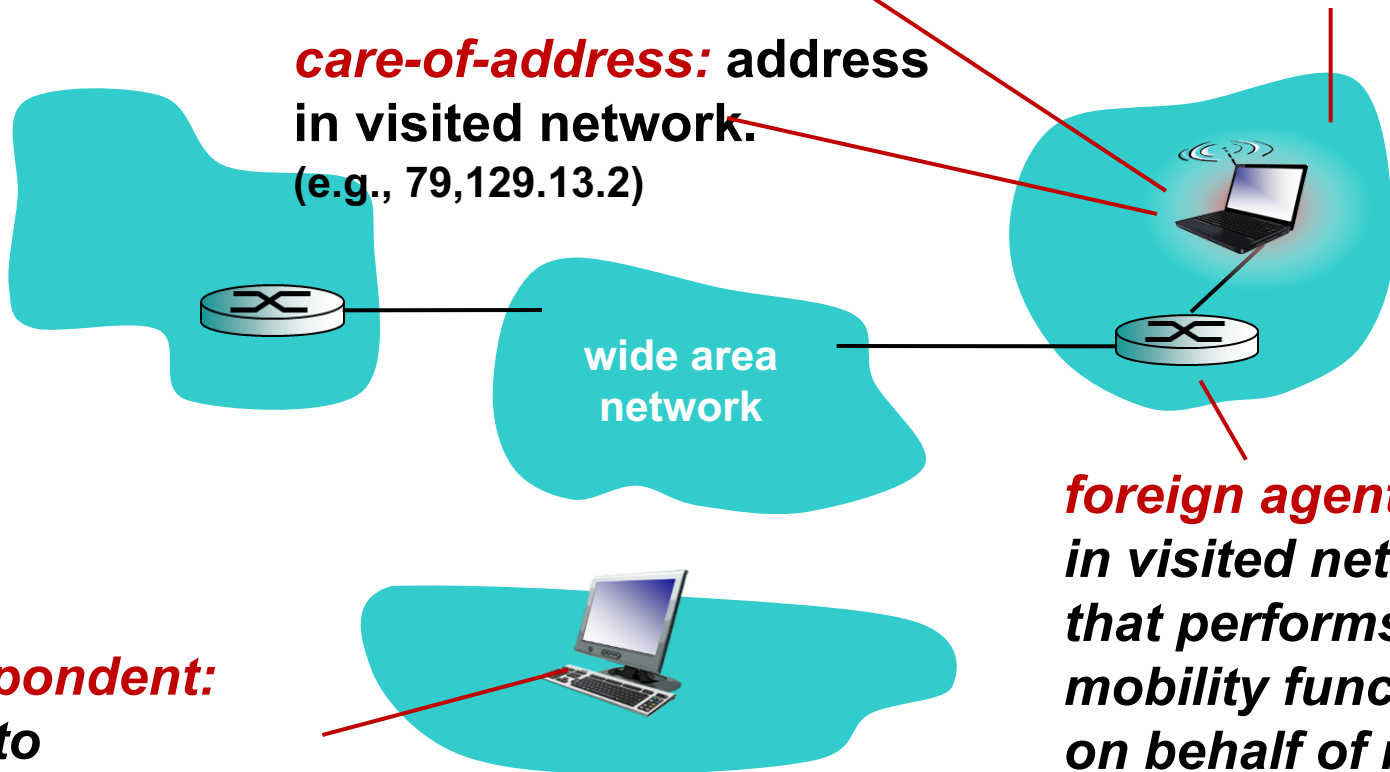 care-of-address: address
in visited network.
(e.g., 79,129.13.2)
wide area
network
foreign agent
in visited net
that performs
mobility func
on behalf of
pondent:
to